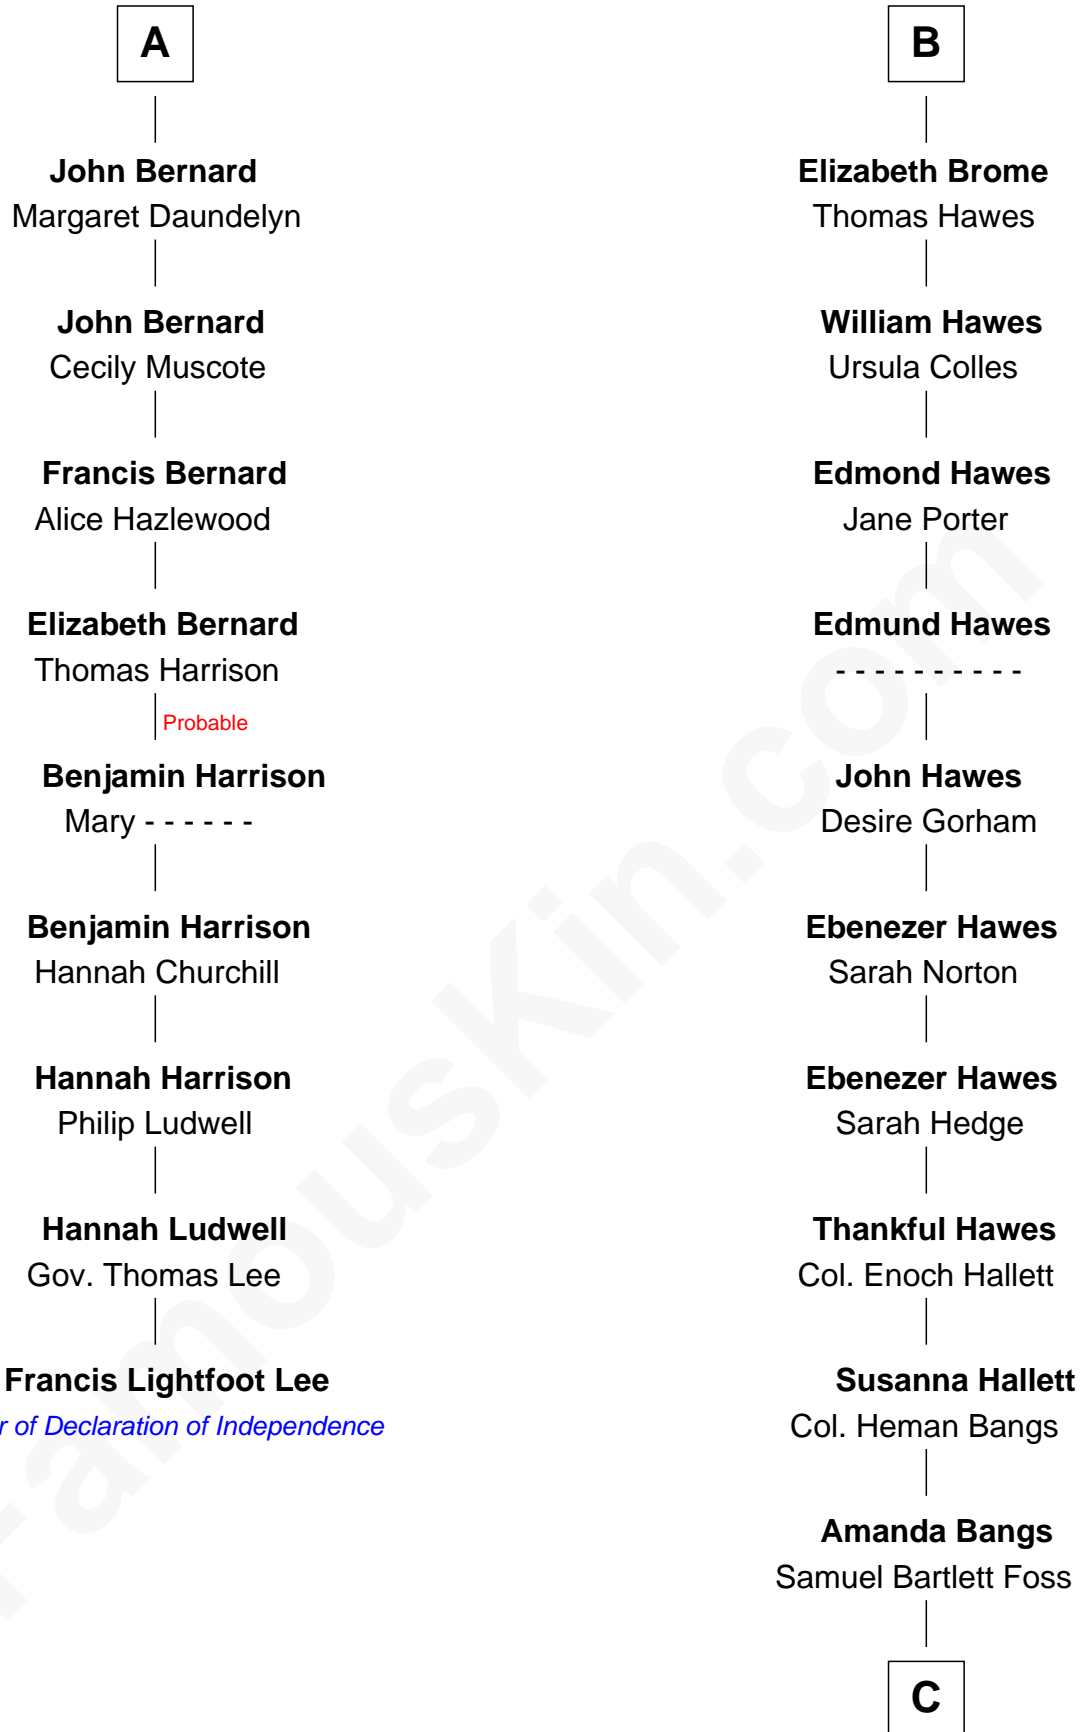 A
John Bernard
Margaret Daundelyn
John Bernard
Cecily Muscote
Francis Bernard
Alice Hazlewood
Elizabeth Bernard
Thomas Harrison
Probable
Benjamin Harrison
Mary - - - - - -
Benjamin Harrison
Hannah Churchill
Hannah Harrison
Philip Ludwell
Hannah Ludwell
Gov. Thomas Lee
Francis Lightfoot Lee
r of Declaration of Independence
B
Elizabeth Brome
Thomas Hawes
William Hawes
Ursula Colles
Edmond Hawes
Jane Porter
Edmund Hawes
- - - - - - - - - -
John Hawes
Desire Gorham
Ebenezer Hawes
Sarah Norton
Ebenezer Hawes
Sarah Hedge
Thankful Hawes
Col. Enoch Hallett
Susanna Hallett
Col. Heman Bangs
Amanda Bangs
Samuel Bartlett Foss
C
FamousKin.com